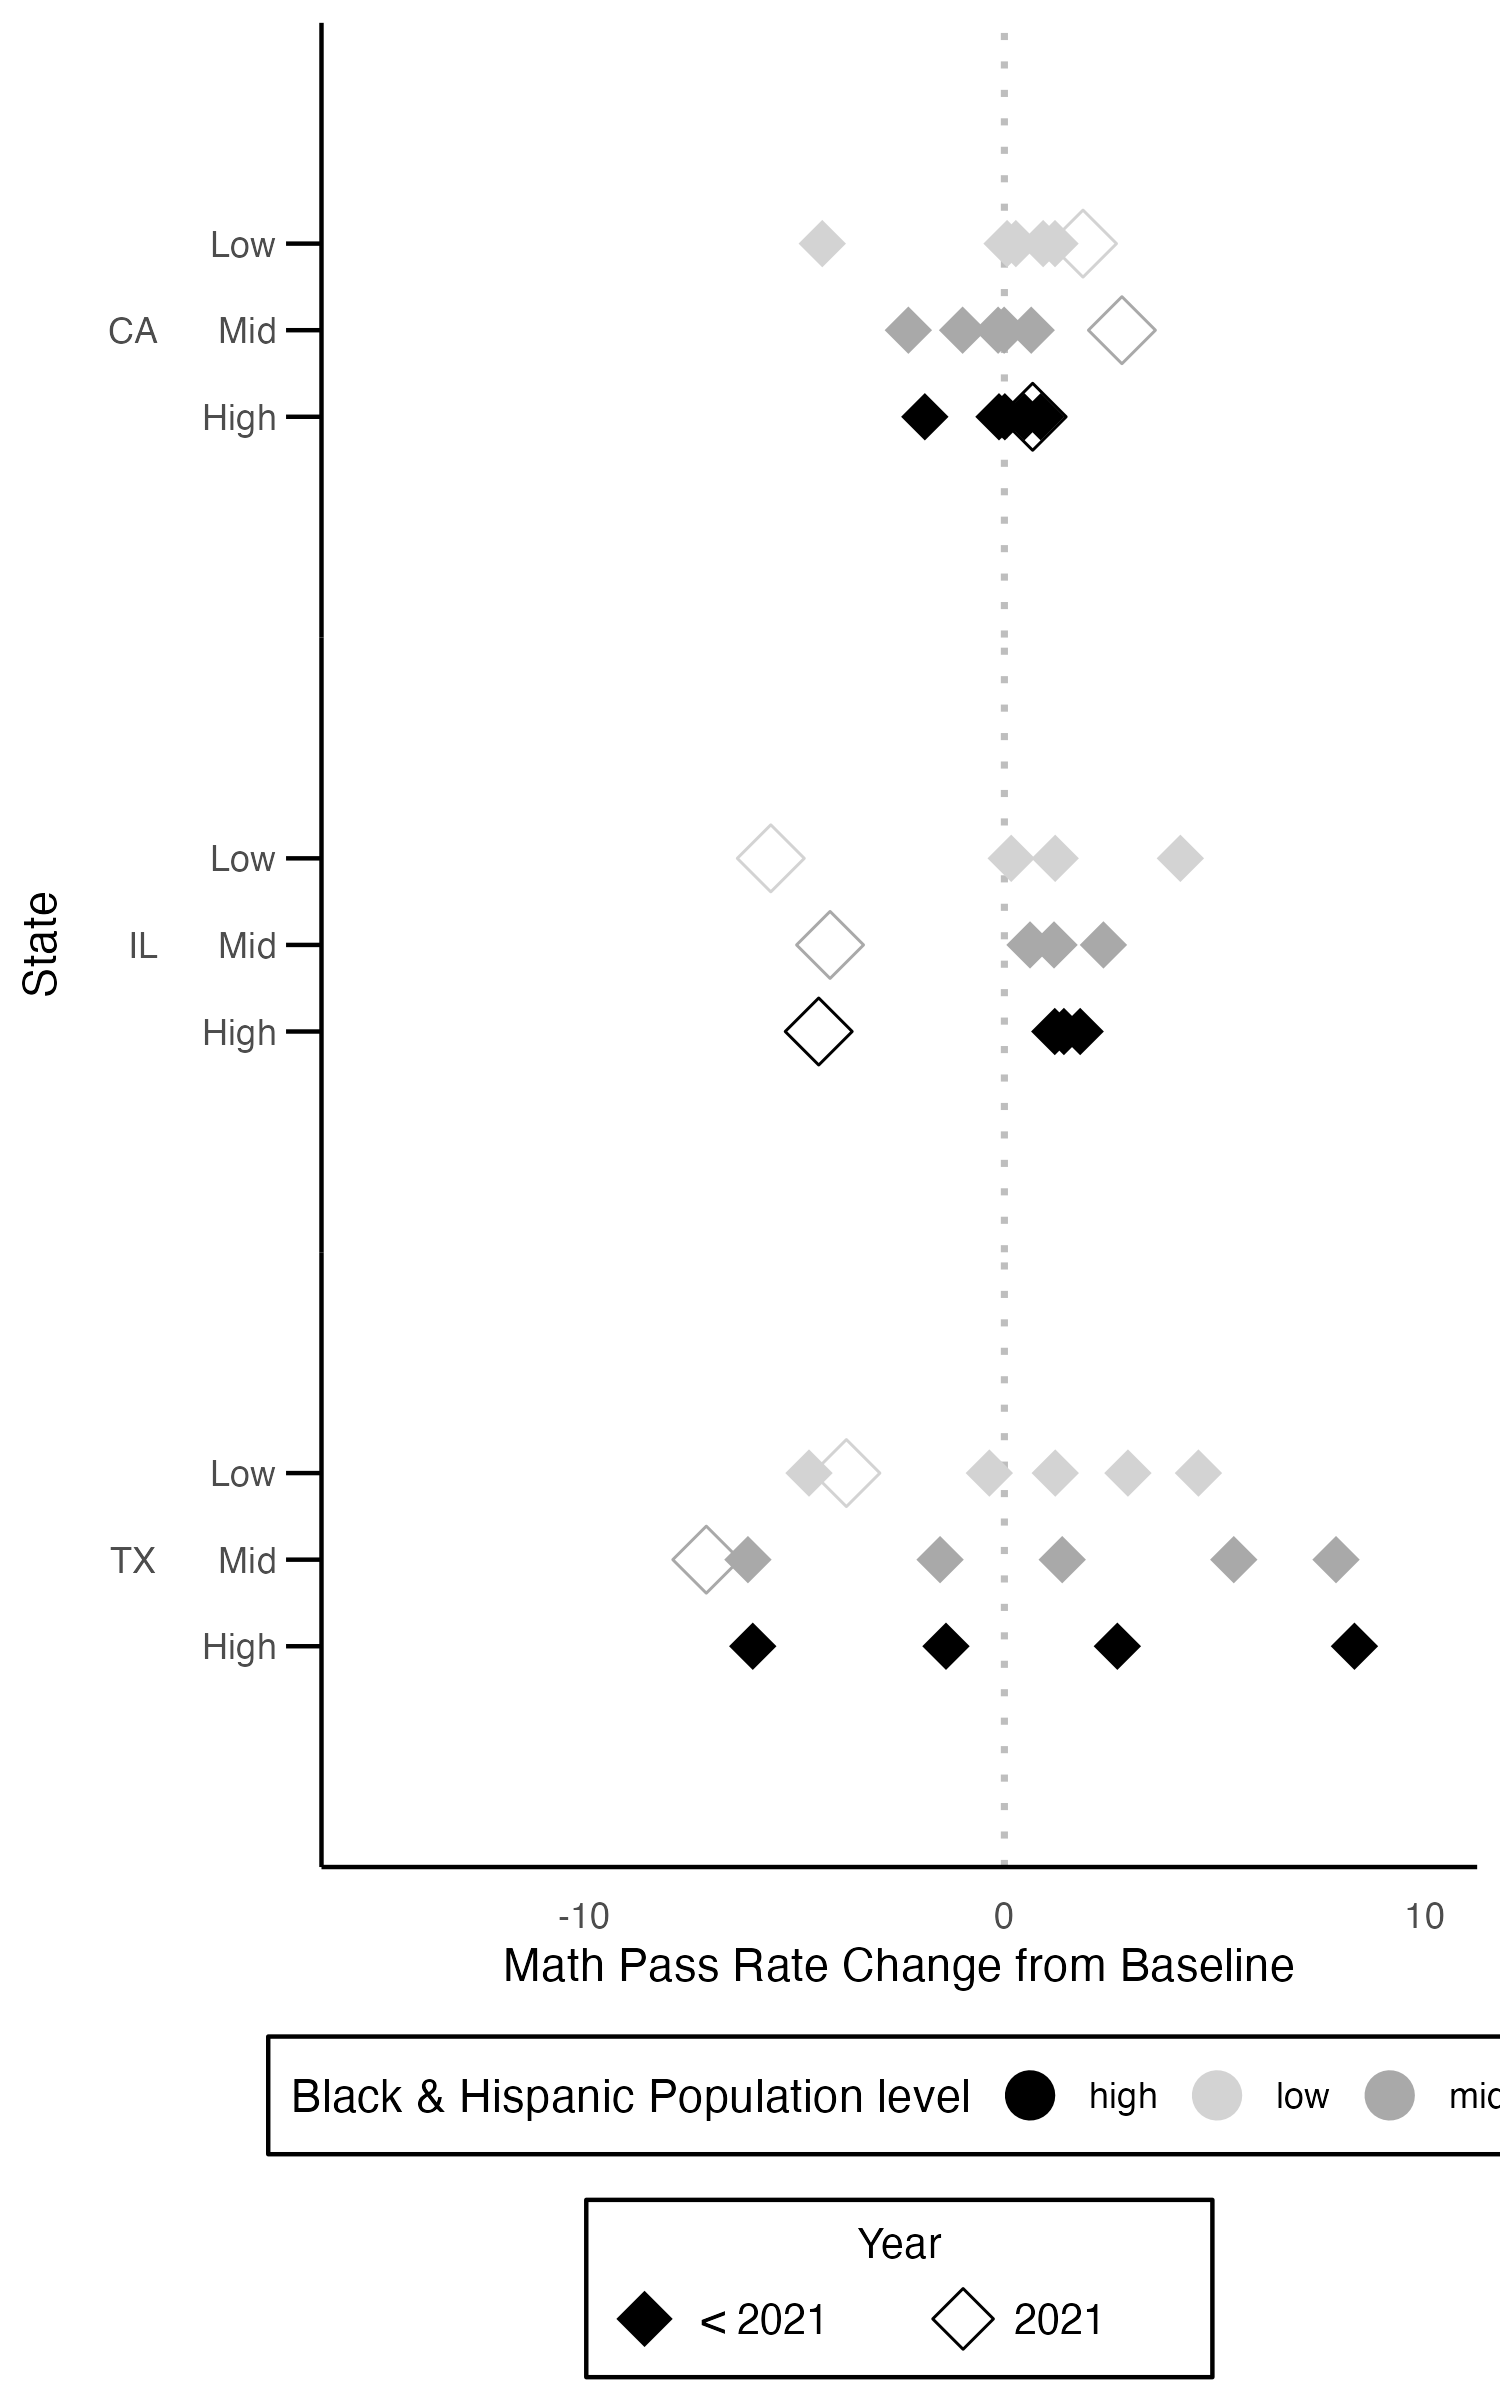 Low
CA Mid
High
Low
IL Mid
High
Low
TX Mid
High
State
-10 0 10
Math Pass Rate Change from Baseline
Black & Hispanic Population level high low
Year
< 2021 2021